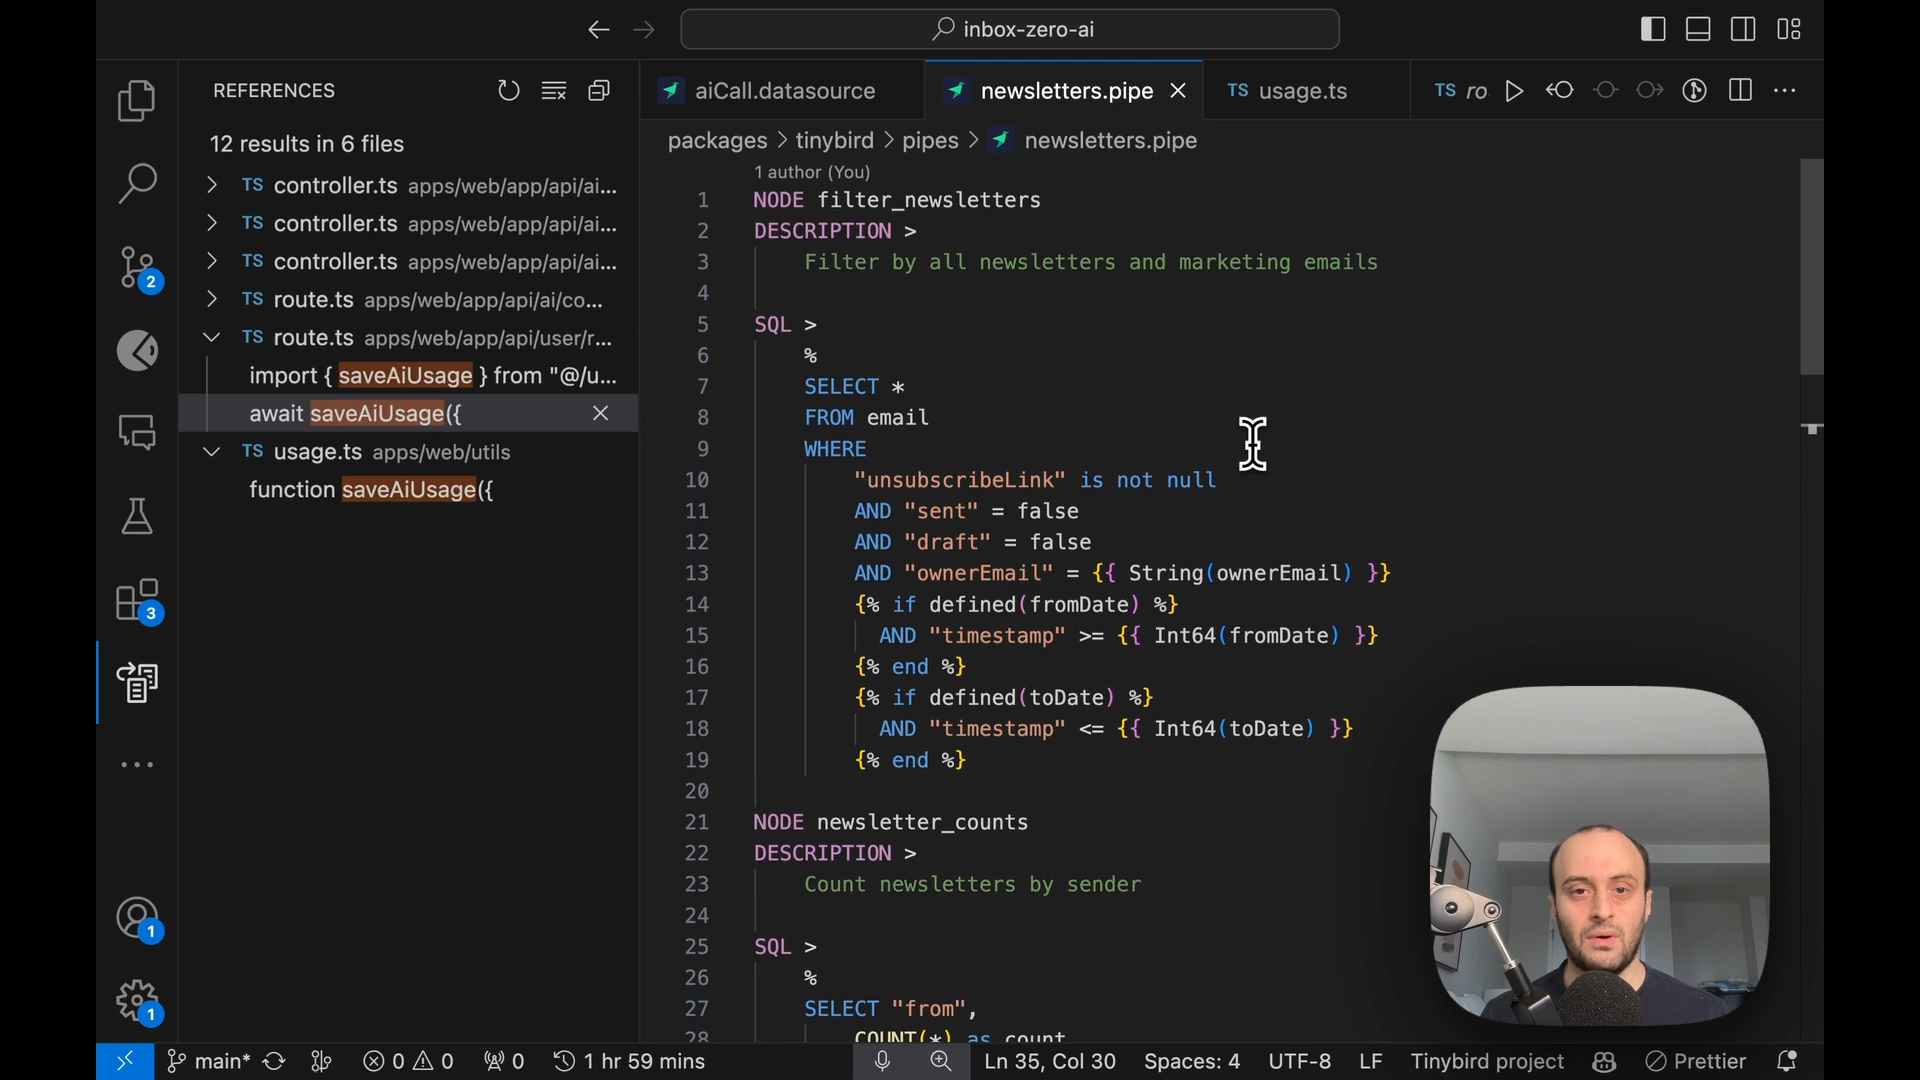 inbox-zero-ai
REFERENCES
12 results in 6 files
TS controller.ts apps/web/app/api/ai...
TS controller.ts apps/web/app/api/ai...
TS controller.ts apps/web/app/api/ai...
TS route.ts apps/web/app/api/ai/co...
TS route.ts apps/web/app/api/user/r...
import { saveAiUsage } from "@/u...
await saveAiUsage({
TS usage.ts apps/web/utils
function saveAiUsage({
2
3
1
1
aiCall.datasource
newsletters.pipe
TS usage.ts
TS ro
packages > tinybird > pipes > newsletters.pipe
1 author (You)
1 NODE filter_newsletters
2 DESCRIPTION >
3 Filter by all newsletters and marketing emails
4
5 SQL >
6 %
7 SELECT *
8 FROM email
9 WHERE
10 "unsubscribeLink" is not null
11 AND "sent" = false
12 AND "draft" = false
13 AND "ownerEmail" = {{ String(ownerEmail) }}
14 {% if defined(fromDate) %}
15 AND "timestamp" >= {{ Int64(fromDate) }}
16 {% end %}
17 {% if defined(toDate) %}
18 AND "timestamp" <= {{ Int64(toDate) }}
19 {% end %}
20
21 NODE newsletter_counts
22 DESCRIPTION >
23 Count newsletters by sender
24
25 SQL >
26 %
27 SELECT "from",
28 COUNT(*) as count
main* 0 0 0 1 hr 59 mins Ln 35, Col 30 Spaces: 4 UTF-8 LF Tinybird project Prettier